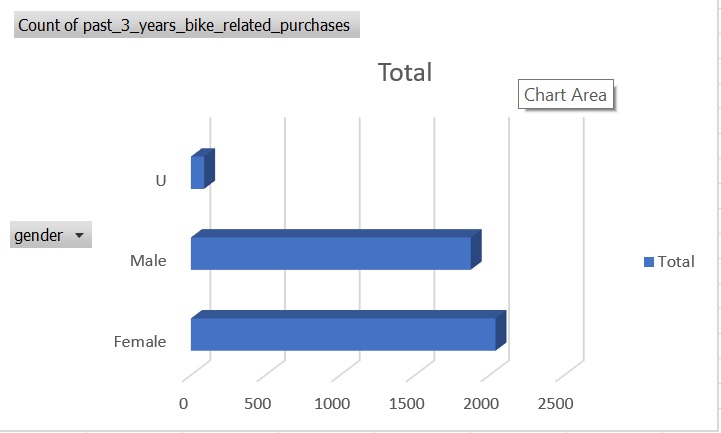 Count of past_3_years_bike_related_purchases
Total
Chart Area
U
gender
Male
Total
Female
0 500 1000 1500 2000 2500